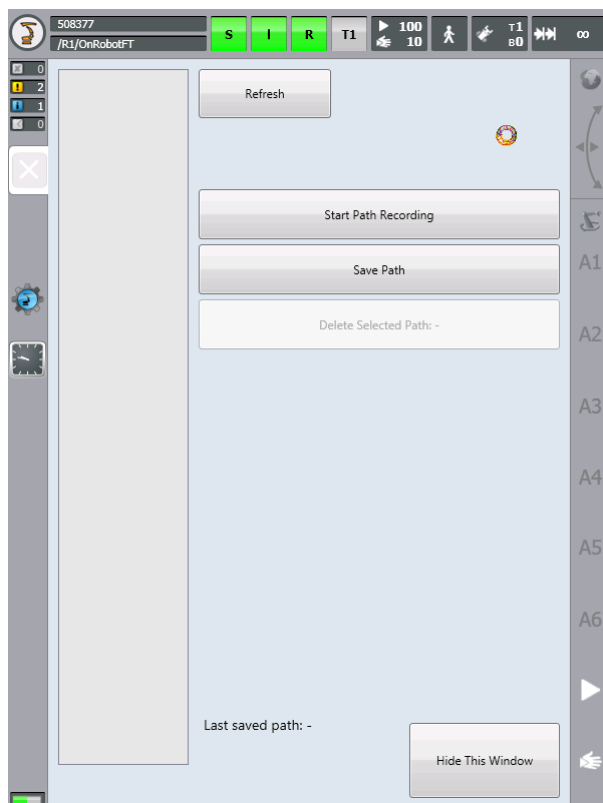 508377
/R1/OnRobotFT
S I R T1 100 10 T1 B0 ∞
0
2
1
0
Refresh
Start Path Recording
Save Path
Delete Selected Path: -
A1
A2
A3
A4
A5
A6
Last saved path: -
Hide This Window